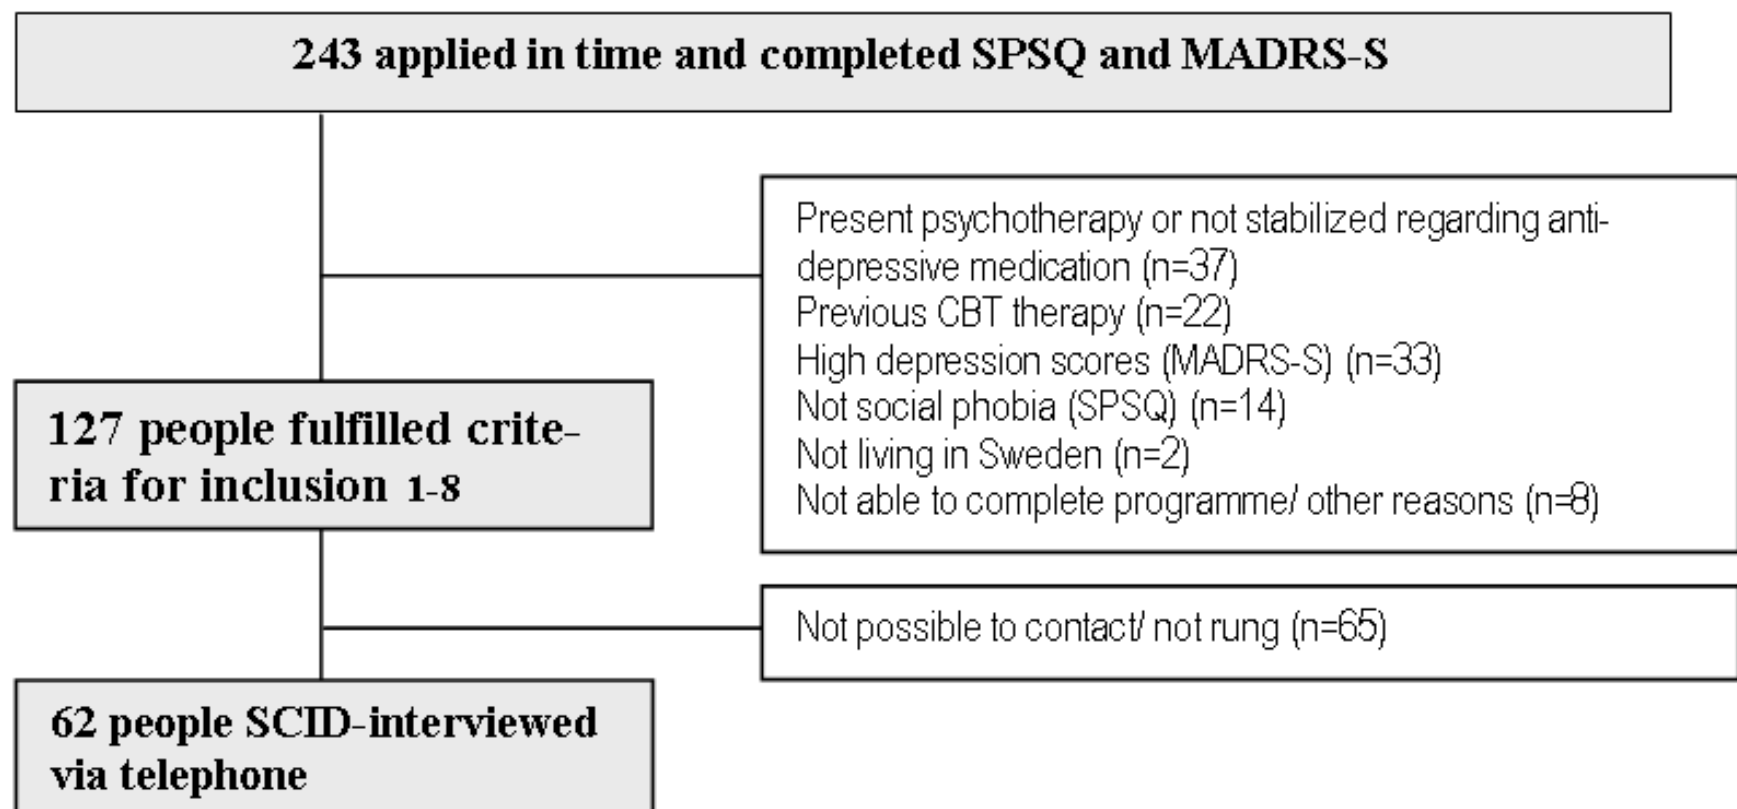 243 applied in time and completed SPSQ and MADRS-S
Present psychotherapy or not stabilized regarding anti-
depressive medication (n=37)
Previous CBT therapy (n=22)
High depression scores (MADRS-S) (n=33)
Not social phobia (SPSQ) (n=14)
Not living in Sweden (n=2)
Not able to complete programme/ other reasons (n=8)
127 people fulfilled crite-
ria for inclusion 1-8
Not possible to contact/ not rung (n=65)
62 people SCID-interviewed
via telephone